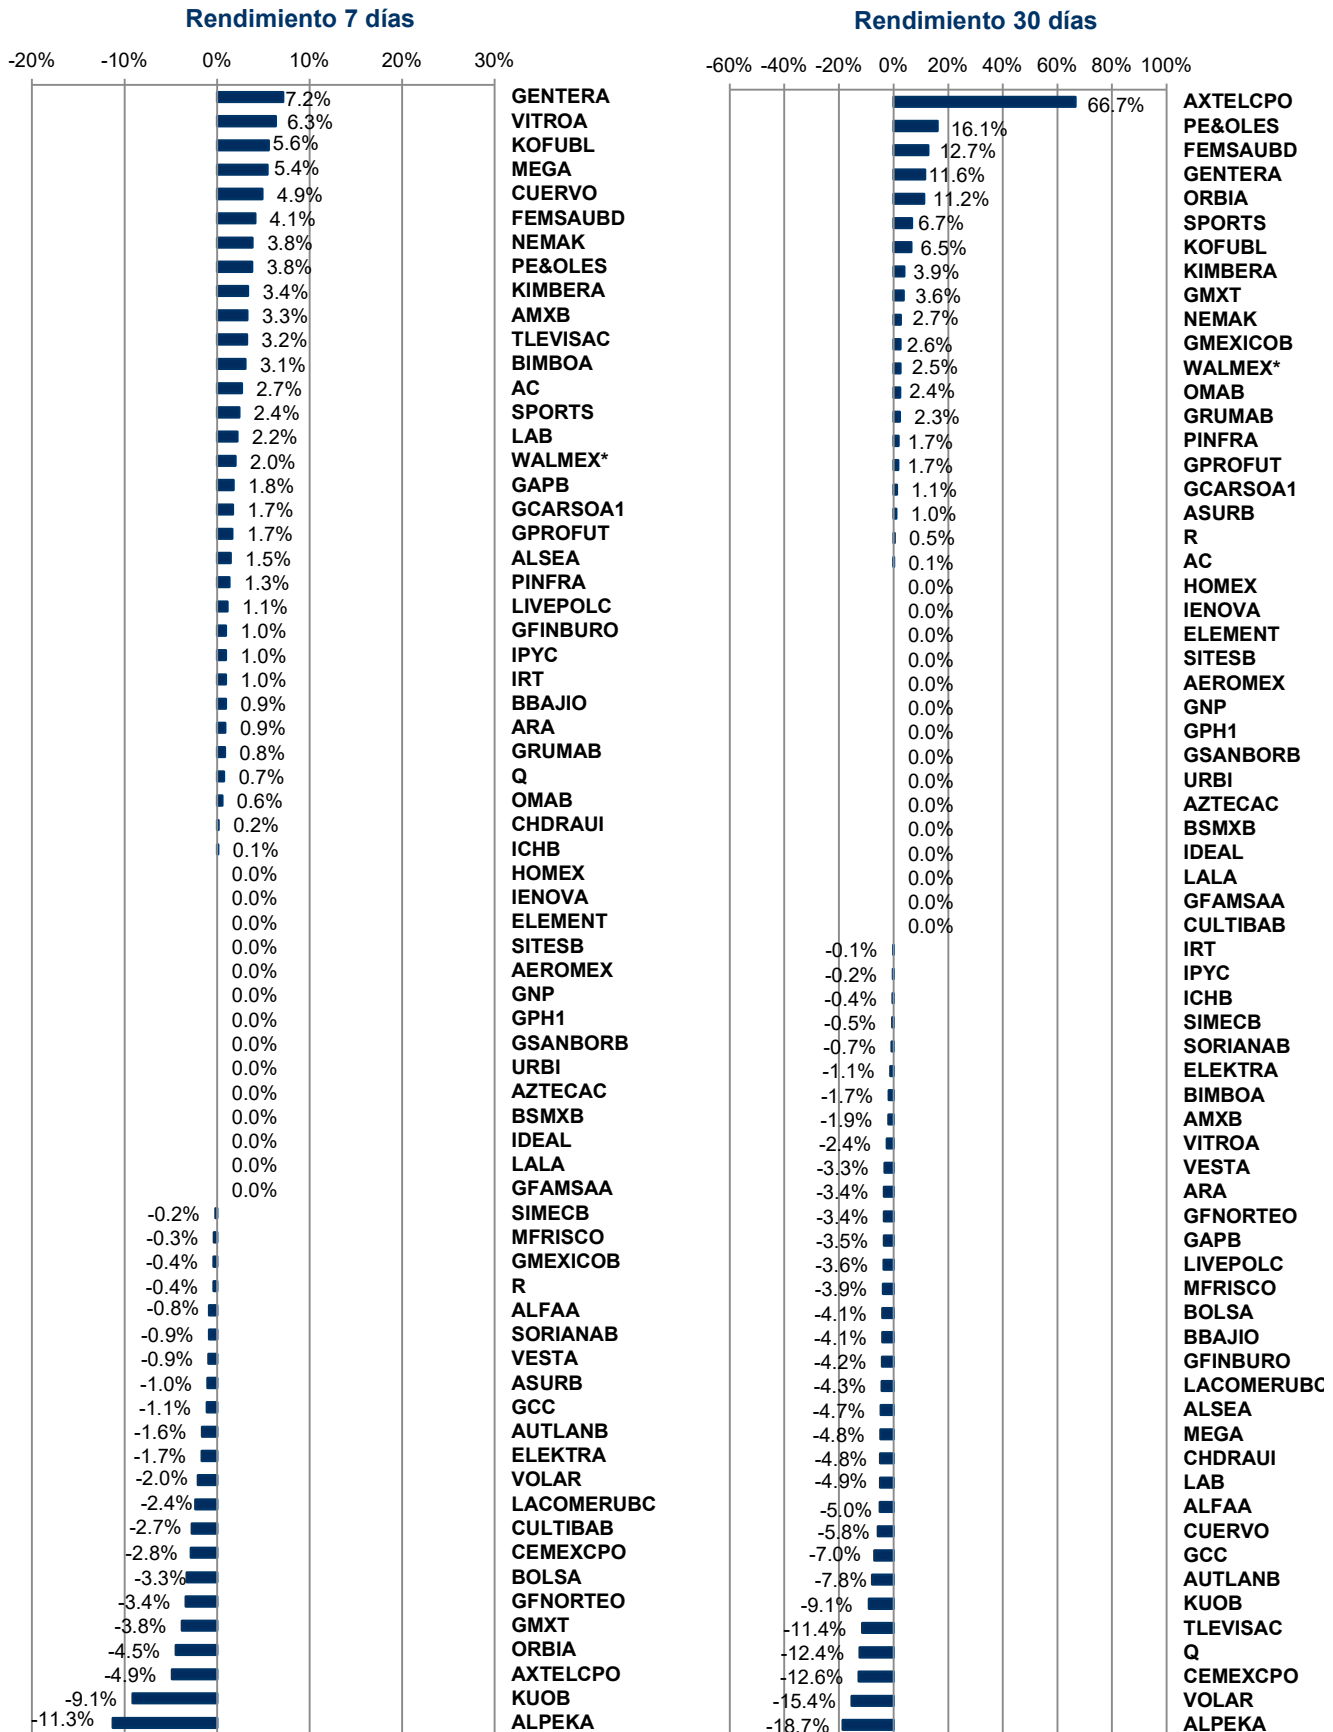 Rendimiento 7 días
-20% -10% 0% 10% 20% 30%
7.2% GENTERA
6.3% VITROA
5.6% KOFUBL
5.4% MEGA
4.9% CUERVO
4.1% FEMSAUBD
3.8% NEMAK
3.8% PE&OLES
3.4% KIMBERA
3.3% AMXB
3.2% TLEVISAC
3.1% BIMBOA
2.7% AC
2.4% SPORTS
2.2% LAB
2.0% WALMEX*
1.8% GAPB
1.7% GCARSOA1
1.7% GPROFUT
1.5% ALSEA
1.3% PINFRA
1.1% LIVEPOLC
1.0% GFINBURO
1.0% IPYC
1.0% IRT
0.9% BBAJIO
0.9% ARA
0.8% GRUMAB
0.7% Q
0.6% OMAB
0.2% CHDRAUI
0.1% ICHB
0.0% HOMEX
0.0% IENOVA
0.0% ELEMENT
0.0% SITESB
0.0% AEROMEX
0.0% GNP
0.0% GPH1
0.0% GSANBORB
0.0% URBI
0.0% AZTECAC
0.0% BSMXB
0.0% IDEAL
0.0% LALA
0.0% GFAMSAA
-0.2% SIMECB
-0.3% MFRISCO
-0.4% GMEXICOB
-0.4% R
-0.8% ALFAA
-0.9% SORIANAB
-0.9% VESTA
-1.0% ASURB
-1.1% GCC
-1.6% AUTLANB
-1.7% ELEKTRA
-2.0% VOLAR
-2.4% LACOMERUBC
-2.7% CULTIBAB
-2.8% CEMEXCPO
-3.3% BOLSA
-3.4% GFNORTEO
-3.8% GMXT
-4.5% ORBIA
-4.9% AXTELCPO
-9.1% KUOB
-11.3% ALPEKA
Rendimiento 30 días
-60% -40% -20% 0% 20% 40% 60% 80% 100%
66.7% AXTELCPO
16.1% PE&OLES
12.7% FEMSAUBD
11.6% GENTERA
11.2% ORBIA
6.7% SPORTS
6.5% KOFUBL
3.9% KIMBERA
3.6% GMXT
2.7% NEMAK
2.6% GMEXICOB
2.5% WALMEX*
2.4% OMAB
2.3% GRUMAB
1.7% PINFRA
1.7% GPROFUT
1.1% GCARSOA1
1.0% ASURB
0.5% R
0.1% AC
0.0% HOMEX
0.0% IENOVA
0.0% ELEMENT
0.0% SITESB
0.0% AEROMEX
0.0% GNP
0.0% GPH1
0.0% GSANBORB
0.0% URBI
0.0% AZTECAC
0.0% BSMXB
0.0% IDEAL
0.0% LALA
0.0% GFAMSAA
0.0% CULTIBAB
-0.1% IRT
-0.2% IPYC
-0.4% ICHB
-0.5% SIMECB
-0.7% SORIANAB
-1.1% ELEKTRA
-1.7% BIMBOA
-1.9% AMXB
-2.4% VITROA
-3.3% VESTA
-3.4% ARA
-3.4% GFNORTEO
-3.5% GAPB
-3.6% LIVEPOLC
-3.9% MFRISCO
-4.1% BOLSA
-4.1% BBAJIO
-4.2% GFINBURO
-4.3% LACOMERUBC
-4.7% ALSEA
-4.8% MEGA
-4.8% CHDRAUI
-4.9% LAB
-5.0% ALFAA
-5.8% CUERVO
-7.0% GCC
-7.8% AUTLANB
-9.1% KUOB
-11.4% TLEVISAC
-12.4% Q
-12.6% CEMEXCPO
-15.4% VOLAR
-18.7% ALPEKA